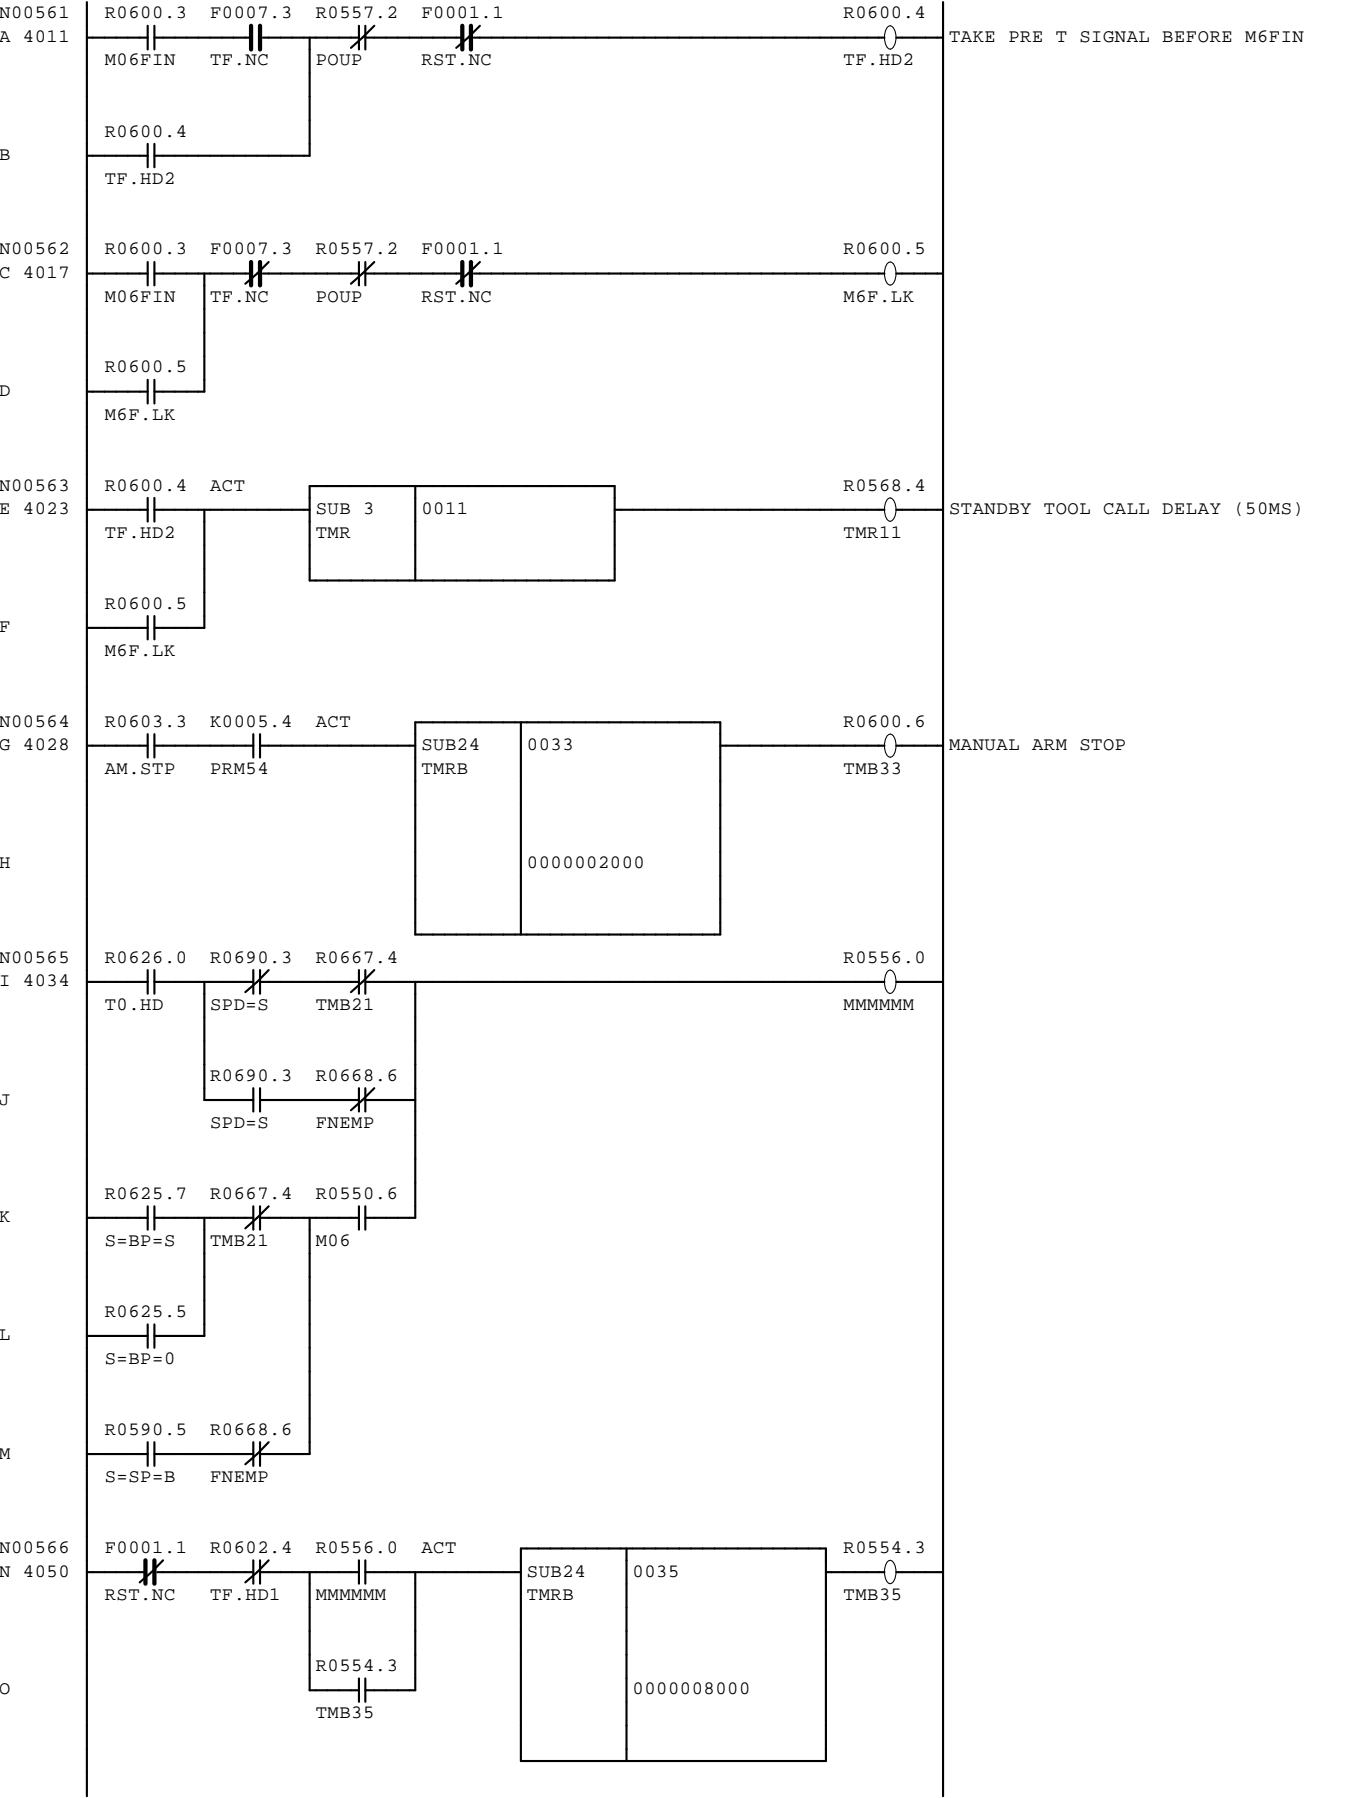 N00561 R0600.3 F0007.3 R0557.2 F0001.1 R0600.4
A 4011 TAKE PRE T SIGNAL BEFORE M6FIN
M06FIN TF.NC POUP RST.NC TF.HD2
R0600.4
B
TF.HD2
N00562 R0600.3 F0007.3 R0557.2 F0001.1 R0600.5
C 4017
M06FIN TF.NC POUP RST.NC M6F.LK
R0600.5
D
M6F.LK
N00563 R0600.4 ACT R0568.4
E 4023 SUB 3 0011 STANDBY TOOL CALL DELAY (50MS)
TF.HD2 TMR TMR11
R0600.5
F
M6F.LK
N00564 R0603.3 K0005.4 ACT R0600.6
G 4028 SUB24 0033 MANUAL ARM STOP
AM.STP PRM54 TMRB TMB33
H 0000002000
N00565 R0626.0 R0690.3 R0667.4 R0556.0
I 4034
T0.HD SPD=S TMB21 MMMMMM
R0690.3 R0668.6
J
SPD=S FNEMP
R0625.7 R0667.4 R0550.6
K
S=BP=S TMB21 M06
R0625.5
L
S=BP=0
R0590.5 R0668.6
M
S=SP=B FNEMP
N00566 F0001.1 R0602.4 R0556.0 ACT R0554.3
N 4050 SUB24 0035
RST.NC TF.HD1 MMMMMM TMRB TMB35
R0554.3
O 0000008000
TMB35